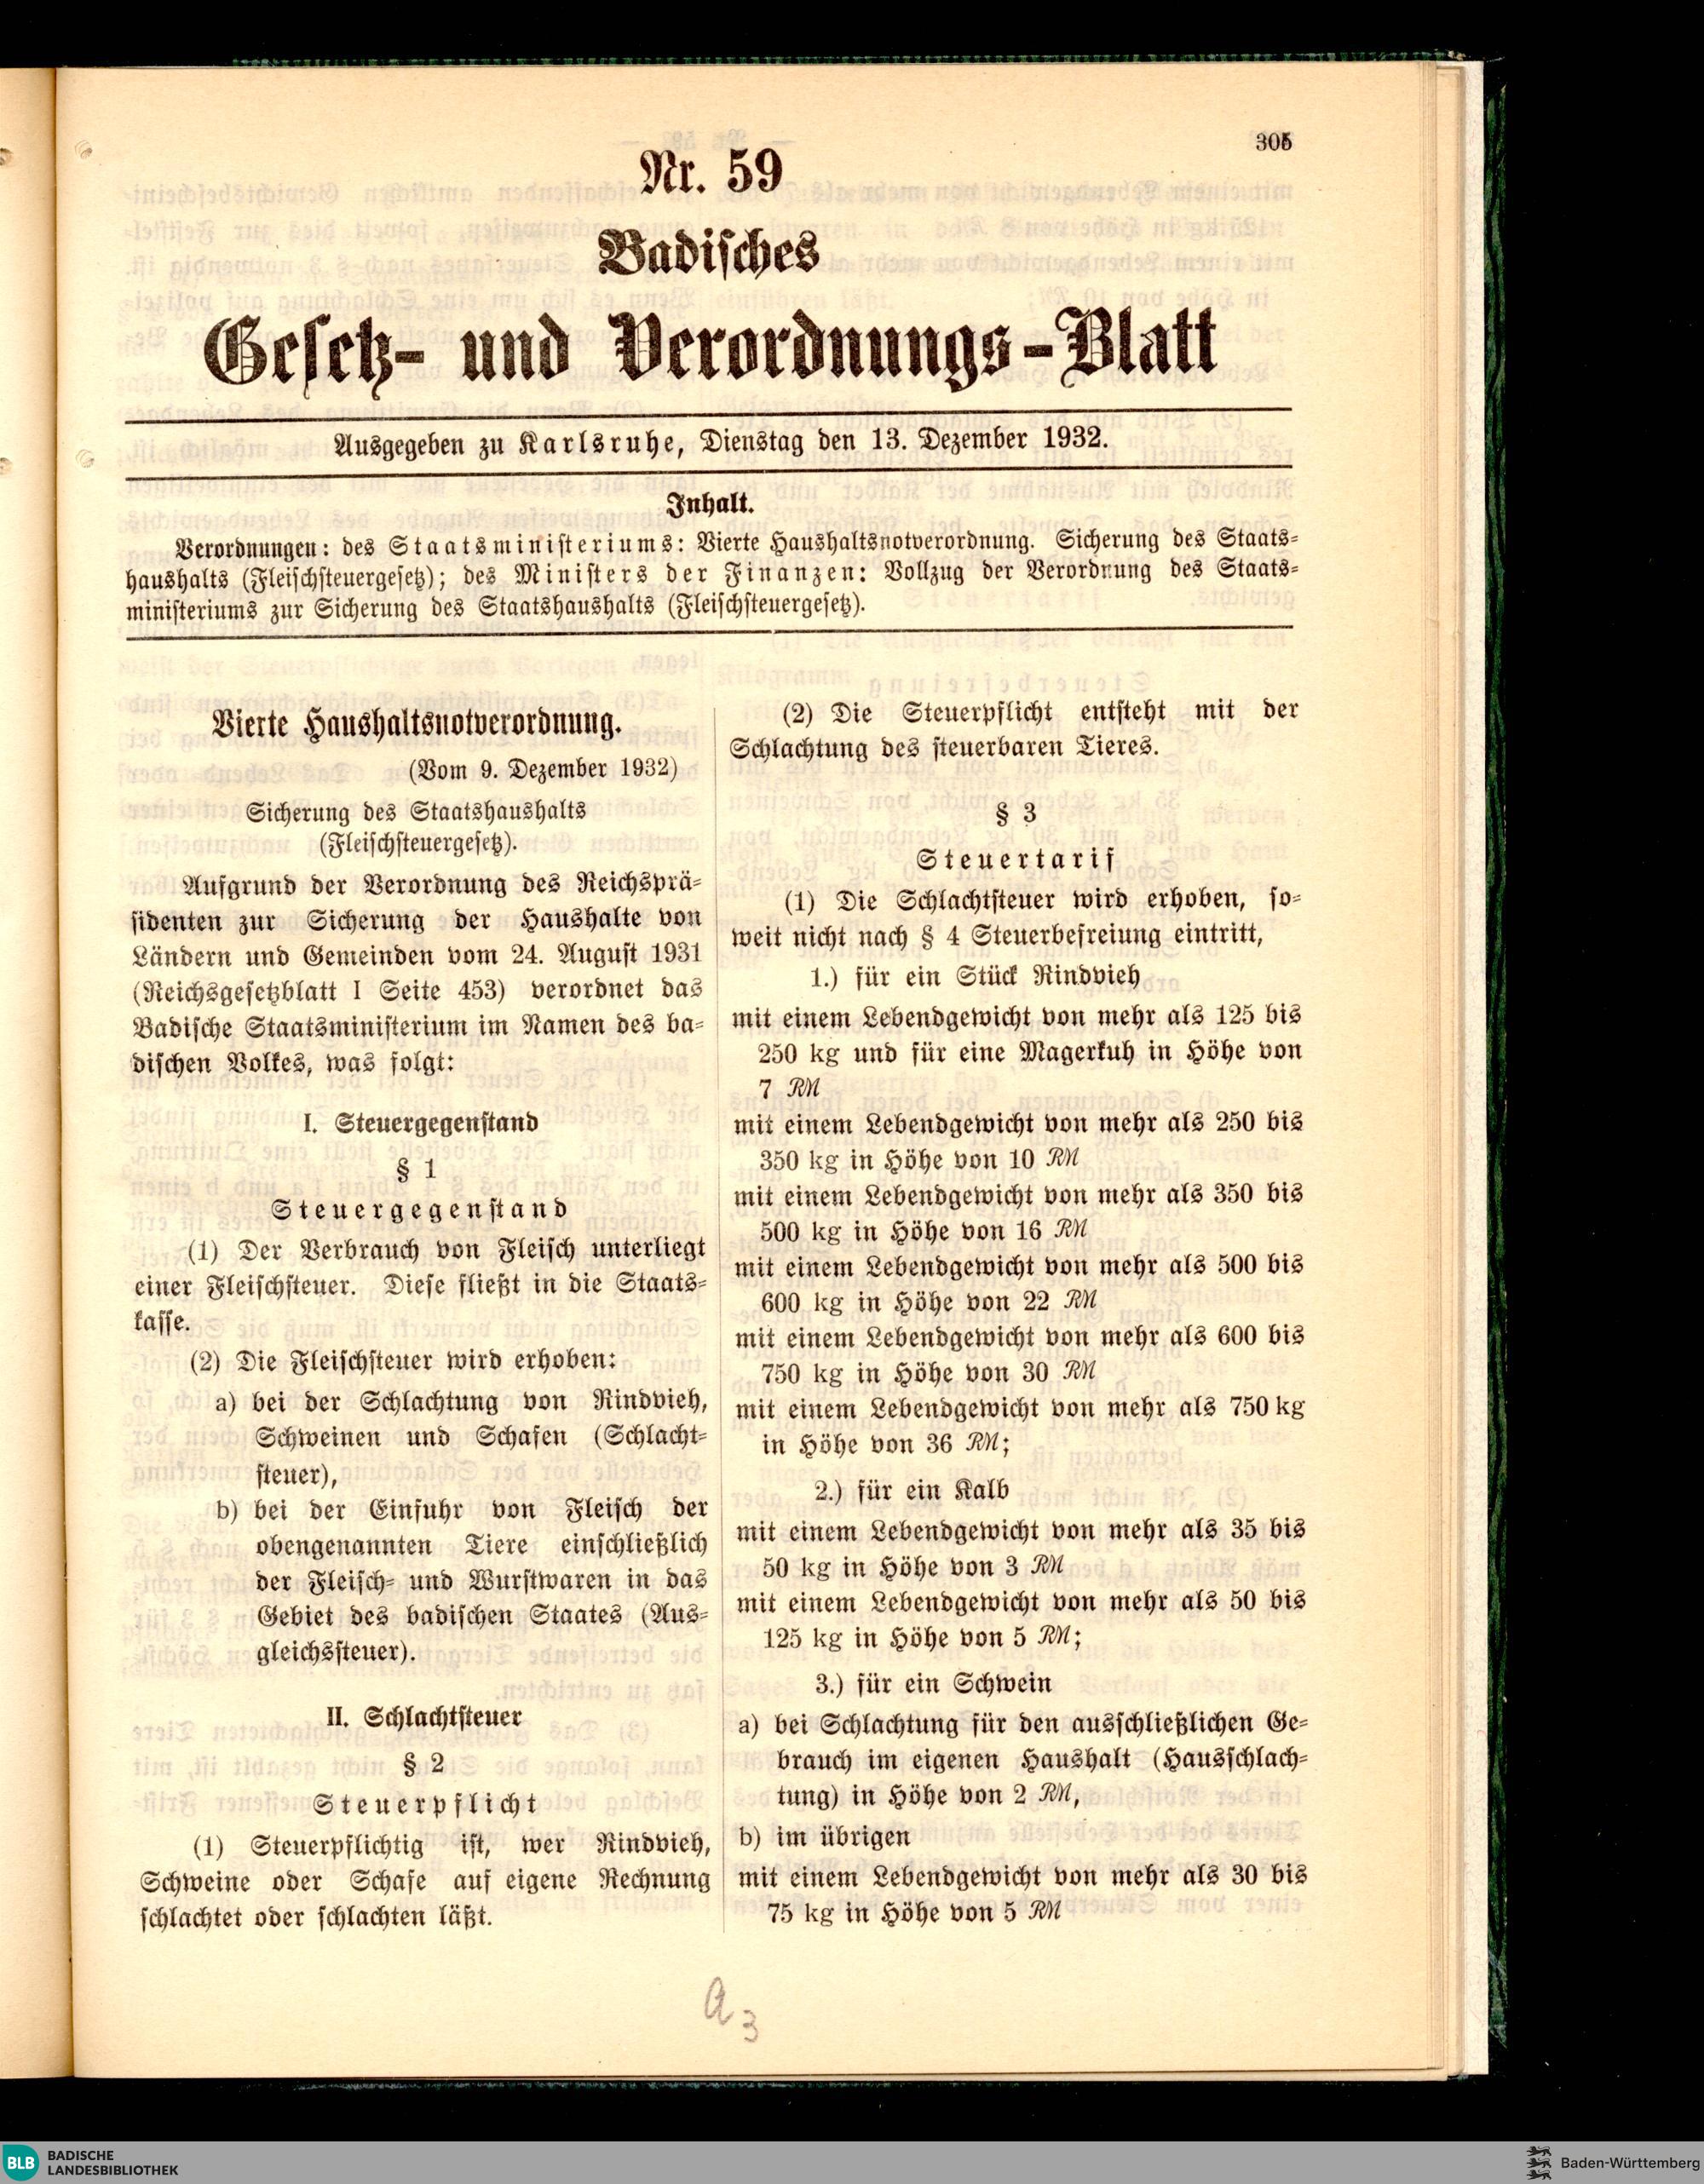 305
Nr. 59
Badisches
Gesetz- und Verordnungs-Blatt
Ausgegeben zu Karlsruhe, Dienstag den 13. Dezember 1932.
Inhalt.
Verordnungen: des Staatsministeriums: Vierte Haushaltsnotverordnung. Sicherung des Staats-
haushalts (Fleischsteuergesetz); des Ministers der Finanzen: Vollzug der Verordnung des Staats-
ministeriums zur Sicherung des Staatshaushalts (Fleischsteuergesetz).
Vierte Haushaltsnotverordnung.
(Vom 9. Dezember 1932)
Sicherung des Staatshaushalts
(Fleischsteuergesetz).
Aufgrund der Verordnung des Reichsprä-
sidenten zur Sicherung der Haushalte von
Ländern und Gemeinden vom 24. August 1931
(Reichsgesetzblatt I Seite 453) verordnet das
Badische Staatsministerium im Namen des ba-
dischen Volkes, was folgt:
I. Steuergegenstand
§ 1
Steuergegenstand
(1) Der Verbrauch von Fleisch unterliegt
einer Fleischsteuer. Diese fließt in die Staats-
kasse.
(2) Die Fleischsteuer wird erhoben:
a) bei der Schlachtung von Rindvieh,
Schweinen und Schafen (Schlacht-
steuer),
b) bei der Einfuhr von Fleisch der
obengenannten Tiere einschließlich
der Fleisch- und Wurstwaren in das
Gebiet des badischen Staates (Aus-
gleichssteuer).
II. Schlachtsteuer
§ 2
Steuerpflicht
(1) Steuerpflichtig ist, wer Rindvieh,
Schweine oder Schafe auf eigene Rechnung
schlachtet oder schlachten läßt.
(2) Die Steuerpflicht entsteht mit der
Schlachtung des steuerbaren Tieres.
§ 3
Steuertarif
(1) Die Schlachtsteuer wird erhoben, so-
weit nicht nach § 4 Steuerbefreiung eintritt,
1.) für ein Stück Rindvieh
mit einem Lebendgewicht von mehr als 125 bis
250 kg und für eine Magerkuh in Höhe von
7 RM
mit einem Lebendgewicht von mehr als 250 bis
350 kg in Höhe von 10 RM
mit einem Lebendgewicht von mehr als 350 bis
500 kg in Höhe von 16 RM
mit einem Lebendgewicht von mehr als 500 bis
600 kg in Höhe von 22 RM
mit einem Lebendgewicht von mehr als 600 bis
750 kg in Höhe von 30 RM
mit einem Lebendgewicht von mehr als 750 kg
in Höhe von 36 RM;
2.) für ein Kalb
mit einem Lebendgewicht von mehr als 35 bis
50 kg in Höhe von 3 RM
mit einem Lebendgewicht von mehr als 50 bis
125 kg in Höhe von 5 RM;
3.) für ein Schwein
a) bei Schlachtung für den ausschließlichen Ge-
brauch im eigenen Haushalt (Hausschlach-
tung) in Höhe von 2 RM,
b) im übrigen
mit einem Lebendgewicht von mehr als 30 bis
75 kg in Höhe von 5 RM
a 3
BLB BADISCHE
LANDESBIBLIOTHEK
Baden-Württemberg